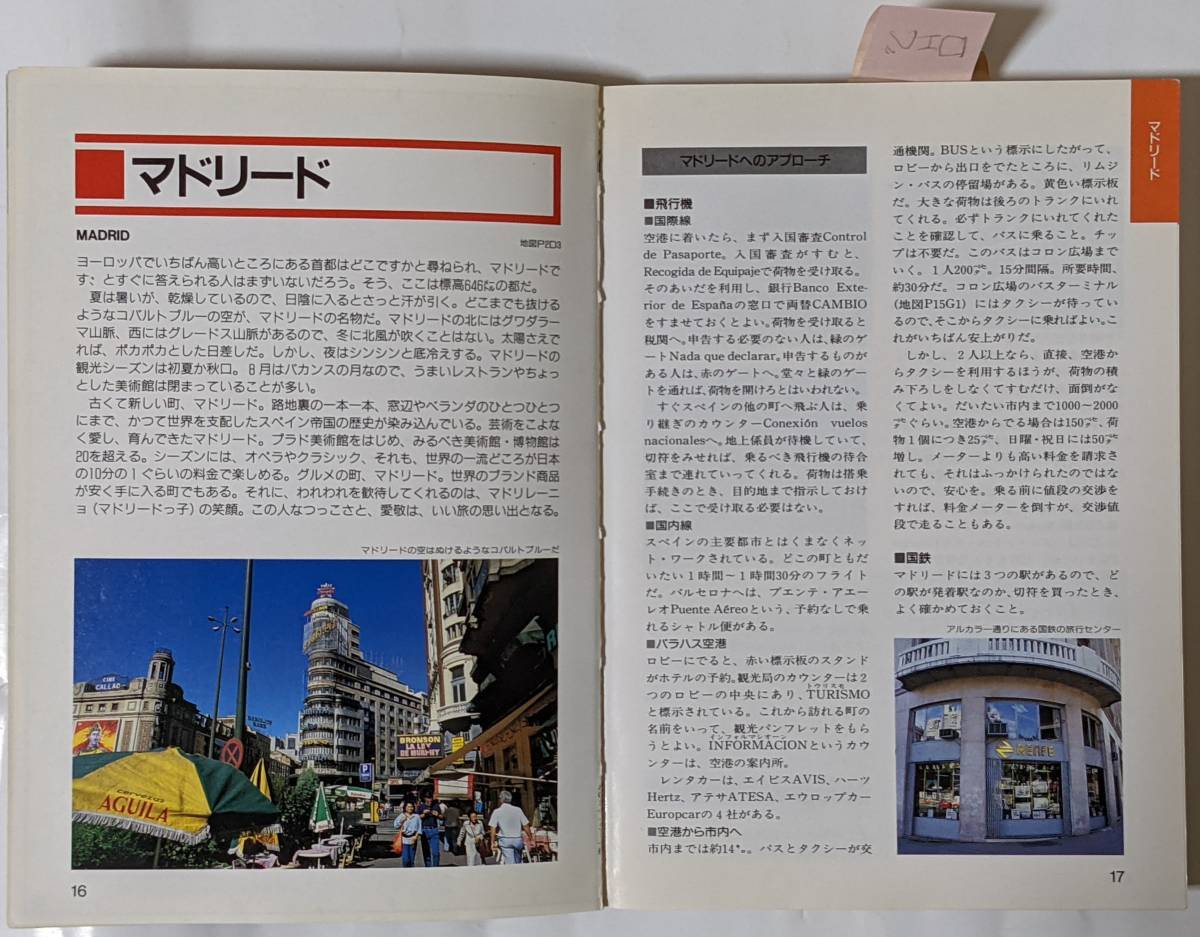 マドリード
MADRID
地図P2D3
ヨーロッパでいちばん高いところにある首都はどこですかと尋ねられ、マドリードで
す、とすぐに答えられる人はまずいないだろう。そう、ここは標高646㍍の都だ。
夏は暑いが、乾燥しているので、日陰に入るとさっと汗が引く。どこまでも抜ける
ようなコバルトブルーの空が、マドリードの名物だ。マドリードの北にはグワダラー
マ山脈、西にはグレードス山脈があるので、冬に北風が吹くことはない。太陽さえで
れば、ポカポカとした日差しだ。しかし、夜はシンシンと底冷えする。マドリードの
観光シーズンは初夏か秋口。8月はバカンスの月なので、うまいレストランやちょっ
とした美術館は閉まっていることが多い。
古くて新しい町、マドリード。路地裏の一本一本、窓辺やベランダのひとつひとつ
にまで、かつて世界を支配したスペイン帝国の歴史が染み込んでいる。芸術をこよな
く愛し、育んできたマドリード。プラド美術館をはじめ、みるべき美術館・博物館は
20を超える。シーズンには、オペラやクラシック、それも、世界の一流どころが日本
の10分の1ぐらいの料金で楽しめる。グルメの町、マドリード。世界のブランド商品
が安く手に入る町でもある。それに、われわれを歓待してくれるのは、マドリレーニ
ョ（マドリードっ子）の笑顔。この人なつっこさと、愛敬は、いい旅の思い出となる。
マドリードの空はぬけるようなコバルトブルーだ
CINE
CALLAO
BARCLAYS
BANK
BRONSON
LA LEY
DE MURPHY
P
cervezas
AGUILA
16
マドリード
マドリードへのアプローチ
■飛行機
■国際線
空港に着いたら、まず入国審査Control
de Pasaporte。入国審査がすむと、
Recogida de Equipajeで荷物を受け取る。
そのあいだを利用し、銀行Banco Exte-
rior de Españaの窓口で両替CAMBIO
をすませておくとよい。荷物を受け取ると
税関へ。申告する必要のない人は、緑のゲ
ートNada que declarar。申告するものが
ある人は、赤のゲートへ。堂々と緑のゲー
トを通れば、荷物を開けろとはいわれない。
すぐスペインの他の町へ飛ぶ人は、乗
り継ぎのカウンターConexión vuelos
nacionalesへ。地上係員が待機していて、
切符をみせれば、乗るべき飛行機の待合
室まで連れていってくれる。荷物は搭乗
手続きのとき、目的地まで指示しておけ
ば、ここで受け取る必要はない。
■国内線
スペインの主要都市とはくまなくネッ
ト・ワークされている。どこの町ともだ
いたい1時間～1時間30分のフライト
だ。バルセロナへは、プエンテ・アエー
レオPuente Aéreoという、予約なしで乗
れるシャトル便がある。
■バラハス空港
ロビーにでると、赤い標示板のスタンド
がホテルの予約。観光局のカウンターは2
つのロビーの中央にあり、TURISMO
トウリスモ
と標示されている。これから訪れる町の
名前をいって、観光パンフレットをもら
うとよい。INFORMACIONというカウ
インフォルマシオーン
ンターは、空港の案内所。
レンタカーは、エイビスAVIS、ハーツ
Hertz、アテサATESA、エウロップカー
Europcarの4社がある。
■空港から市内へ
市内までは約14㌔。バスとタクシーが交
通機関。BUSという標示にしたがって、
ロビーから出口をでたところに、リムジ
ン・バスの停留場がある。黄色い標示板
だ。大きな荷物は後ろのトランクにいれ
てくれる。必ずトランクにいれてくれた
ことを確認して、バスに乗ること。チッ
プは不要だ。このバスはコロン広場まで
いく。1人200㌷。15分間隔。所要時間、
約30分だ。コロン広場のバスターミナル
(地図P15G1)にはタクシーが待ってい
るので、そこからタクシーに乗ればよい。こ
れがいちばん安上がりだ。
しかし、2人以上なら、直接、空港か
らタクシーを利用するほうが、荷物の積
み下ろしをしなくてすむだけ、面倒がな
くてよい。だいたい市内まで1000～2000
㌷ぐらい。空港からでる場合は150㌷、荷
物1個につき25㌷、日曜・祝日には50㌷
増し。メーターよりも高い料金を請求さ
れても、それはふっかけられたのではな
いので、安心を。乗る前に値段の交渉を
すれば、料金メーターを倒すが、交渉値
段で走ることもある。
■国鉄
マドリードには3つの駅があるので、ど
の駅が発着駅なのか、切符を買ったとき、
よく確かめておくこと。
アルカラー通りにある国鉄の旅行センター
RENFE
17
マドリード